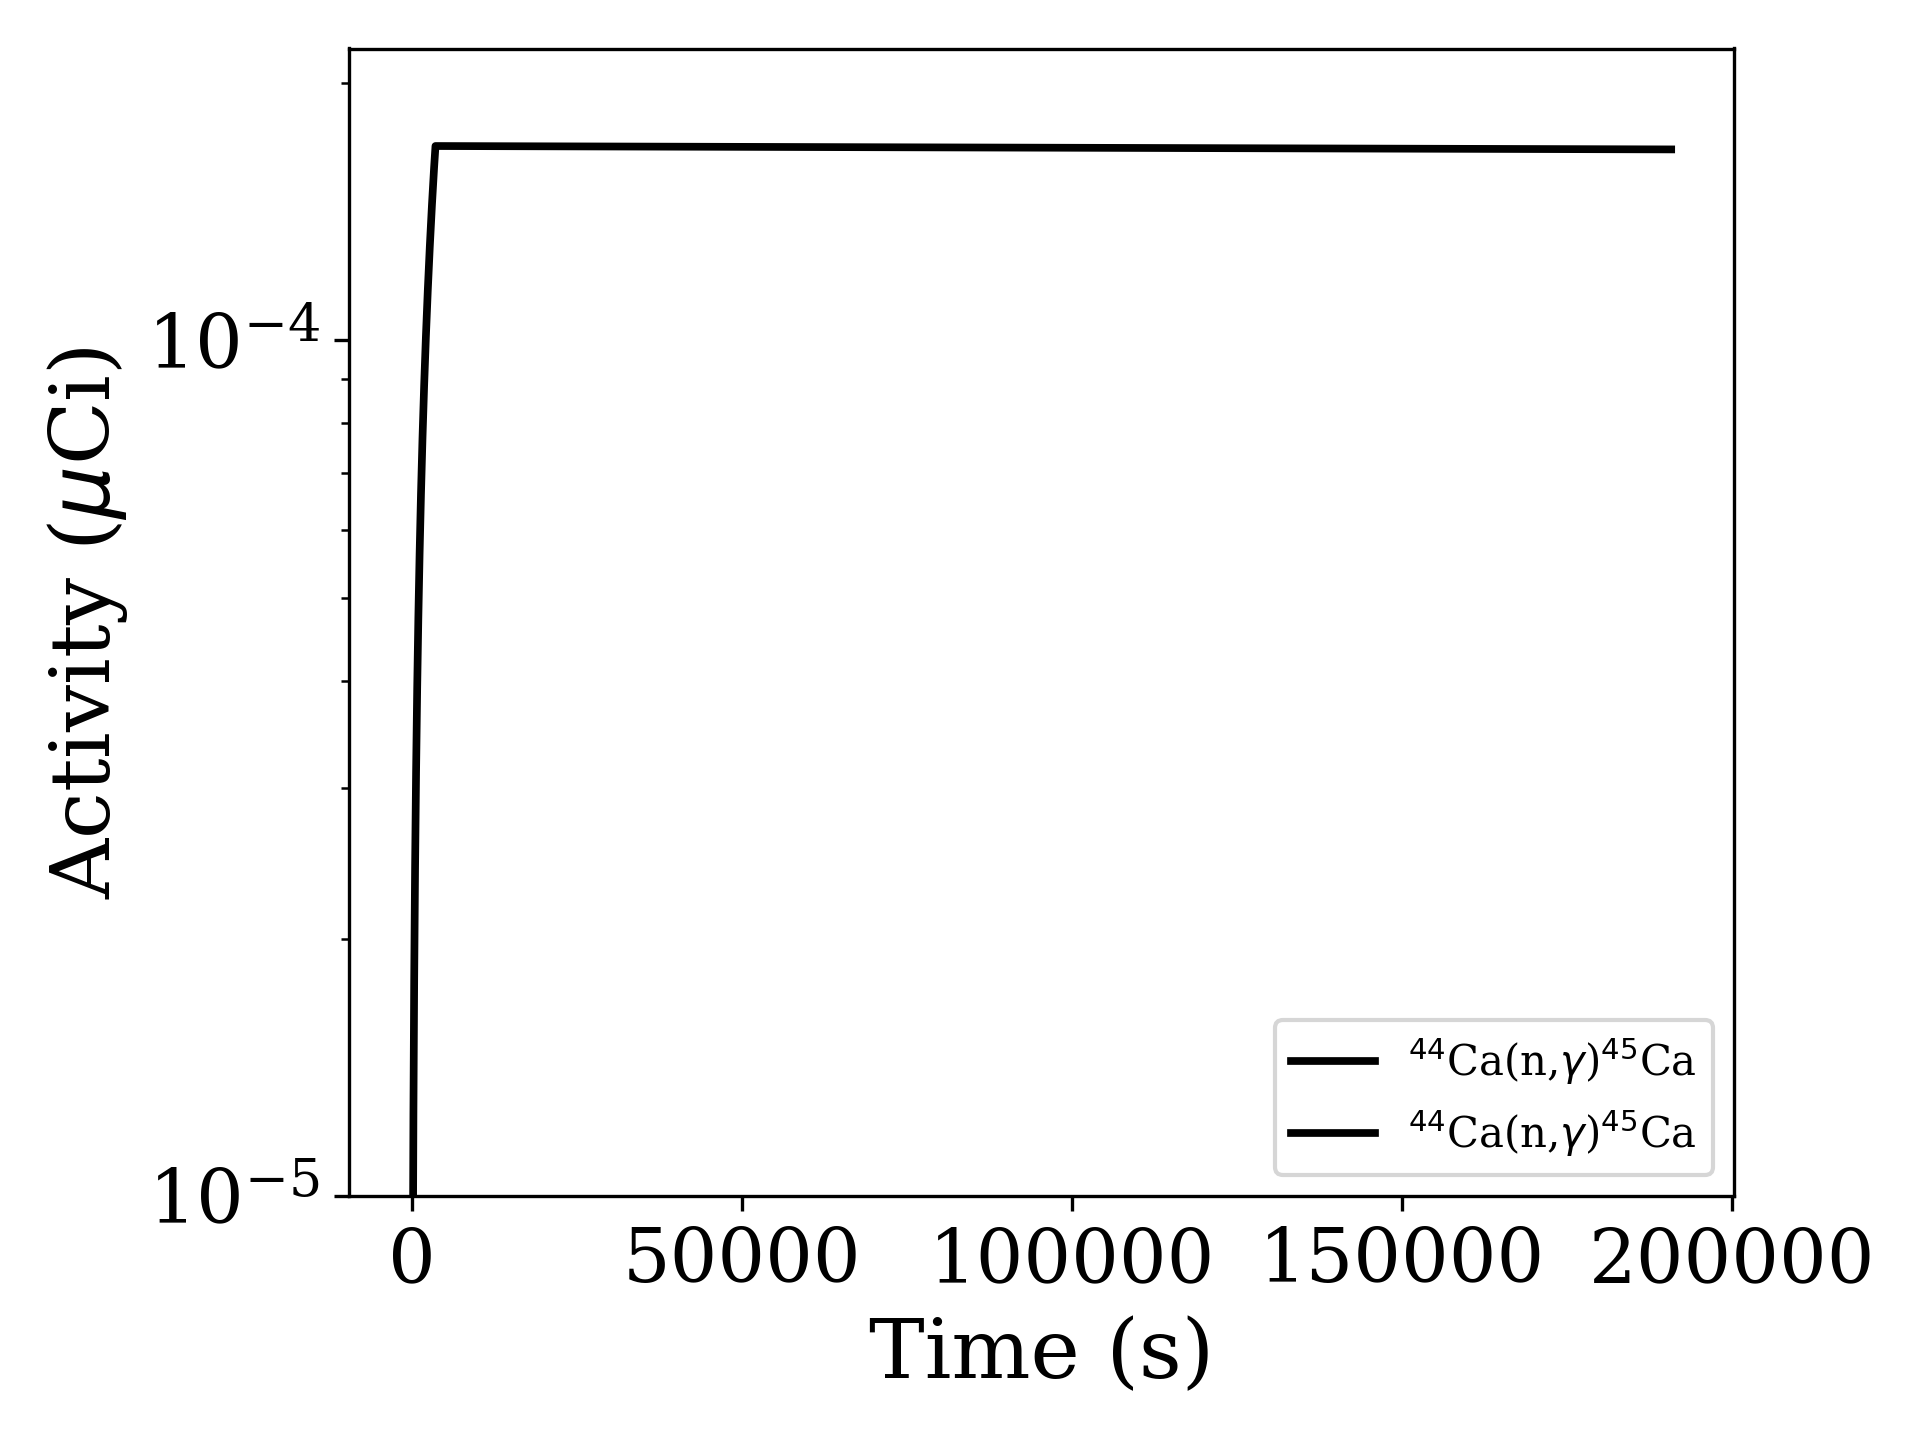 Activity (μCi)
10⁻⁴
10⁻⁵
0 50000 100000 150000 200000
Time (s)
⁴⁴Ca(n,γ)⁴⁵Ca
⁴⁴Ca(n,γ)⁴⁵Ca